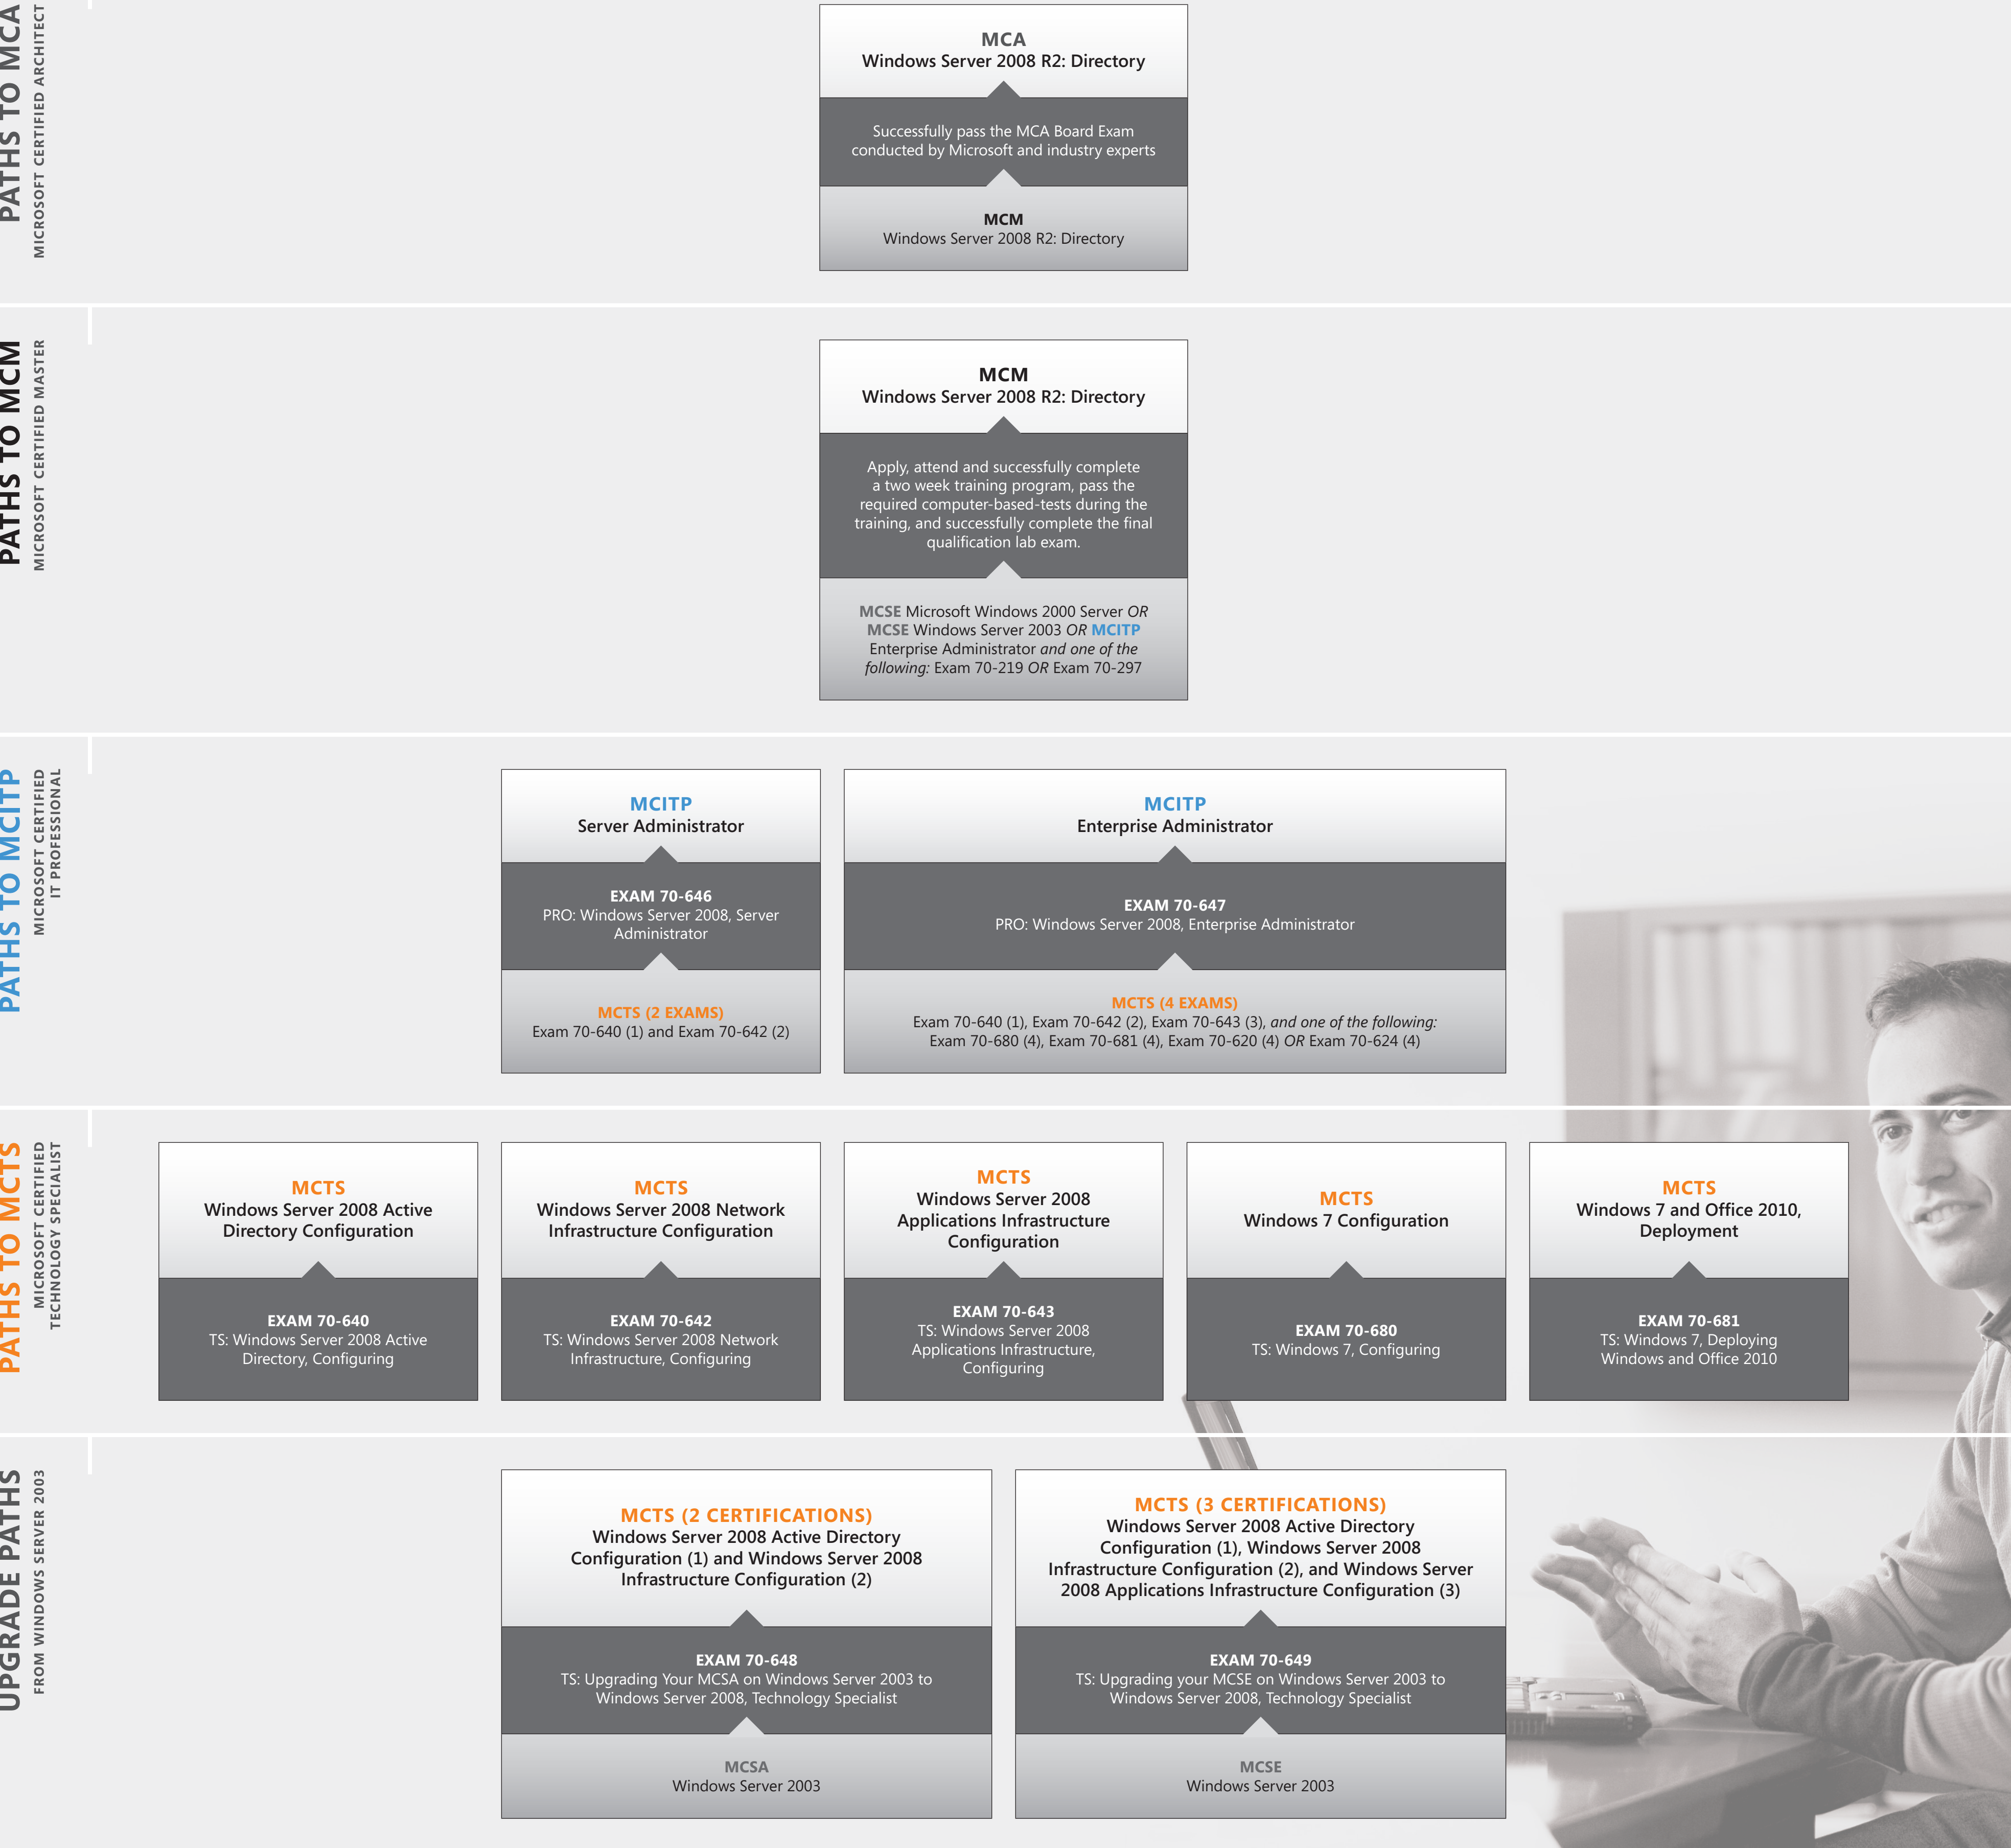 PATHS TO MCA
MICROSOFT CERTIFIED ARCHITECT
MCA
Windows Server 2008 R2: Directory
Successfully pass the MCA Board Exam
conducted by Microsoft and industry experts
MCM
Windows Server 2008 R2: Directory
PATHS TO MCM
MICROSOFT CERTIFIED MASTER
MCM
Windows Server 2008 R2: Directory
Apply, attend and successfully complete
a two week training program, pass the
required computer-based-tests during the
training, and successfully complete the final
qualification lab exam.
MCSE Microsoft Windows 2000 Server OR
MCSE Windows Server 2003 OR MCITP
Enterprise Administrator and one of the
following: Exam 70-219 OR Exam 70-297
PATHS TO MCITP
MICROSOFT CERTIFIED
IT PROFESSIONAL
MCITP
Server Administrator
EXAM 70-646
PRO: Windows Server 2008, Server
Administrator
MCTS (2 EXAMS)
Exam 70-640 (1) and Exam 70-642 (2)
MCITP
Enterprise Administrator
EXAM 70-647
PRO: Windows Server 2008, Enterprise Administrator
MCTS (4 EXAMS)
Exam 70-640 (1), Exam 70-642 (2), Exam 70-643 (3), and one of the following:
Exam 70-680 (4), Exam 70-681 (4), Exam 70-620 (4) OR Exam 70-624 (4)
PATHS TO MCTS
MICROSOFT CERTIFIED
TECHNOLOGY SPECIALIST
MCTS
Windows Server 2008 Active
Directory Configuration
EXAM 70-640
TS: Windows Server 2008 Active
Directory, Configuring
MCTS
Windows Server 2008 Network
Infrastructure Configuration
EXAM 70-642
TS: Windows Server 2008 Network
Infrastructure, Configuring
MCTS
Windows Server 2008
Applications Infrastructure
Configuration
EXAM 70-643
TS: Windows Server 2008
Applications Infrastructure,
Configuring
MCTS
Windows 7 Configuration
EXAM 70-680
TS: Windows 7, Configuring
MCTS
Windows 7 and Office 2010,
Deployment
EXAM 70-681
TS: Windows 7, Deploying
Windows and Office 2010
UPGRADE PATHS
FROM WINDOWS SERVER 2003
MCTS (2 CERTIFICATIONS)
Windows Server 2008 Active Directory
Configuration (1) and Windows Server 2008
Infrastructure Configuration (2)
EXAM 70-648
TS: Upgrading Your MCSA on Windows Server 2003 to
Windows Server 2008, Technology Specialist
MCSA
Windows Server 2003
MCTS (3 CERTIFICATIONS)
Windows Server 2008 Active Directory
Configuration (1), Windows Server 2008
Infrastructure Configuration (2), and Windows Server
2008 Applications Infrastructure Configuration (3)
EXAM 70-649
TS: Upgrading your MCSE on Windows Server 2003 to
Windows Server 2008, Technology Specialist
MCSE
Windows Server 2003